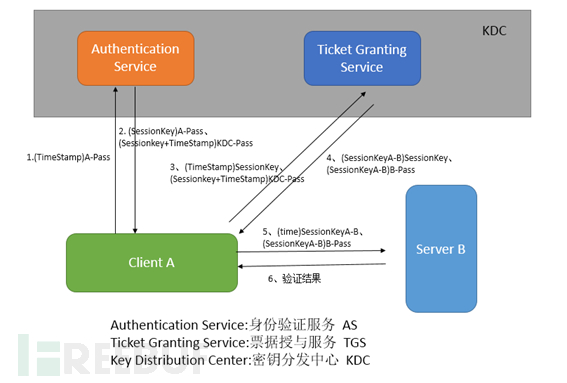 KDC
Authentication
Service
Ticket Granting
Service
2. (SessionKey)A-Pass、
(Sessionkey+TimeStamp)KDC-Pass
1.(TimeStamp)A-Pass
3、(TimeStamp)SessionKey、
(Sessionkey+TimeStamp)KDC-Pass
4、(SessionKeyA-B)SessionKey、
(SessionKeyA-B)B-Pass
5、(time)SessionKeyA-B、
(SessionKeyA-B)B-Pass
6、验证结果
Client A
Server B
Authentication Service:身份验证服务 AS
Ticket Granting Service:票据授与服务 TGS
Key Distribution Center:密钥分发中心 KDC
FREEBUF